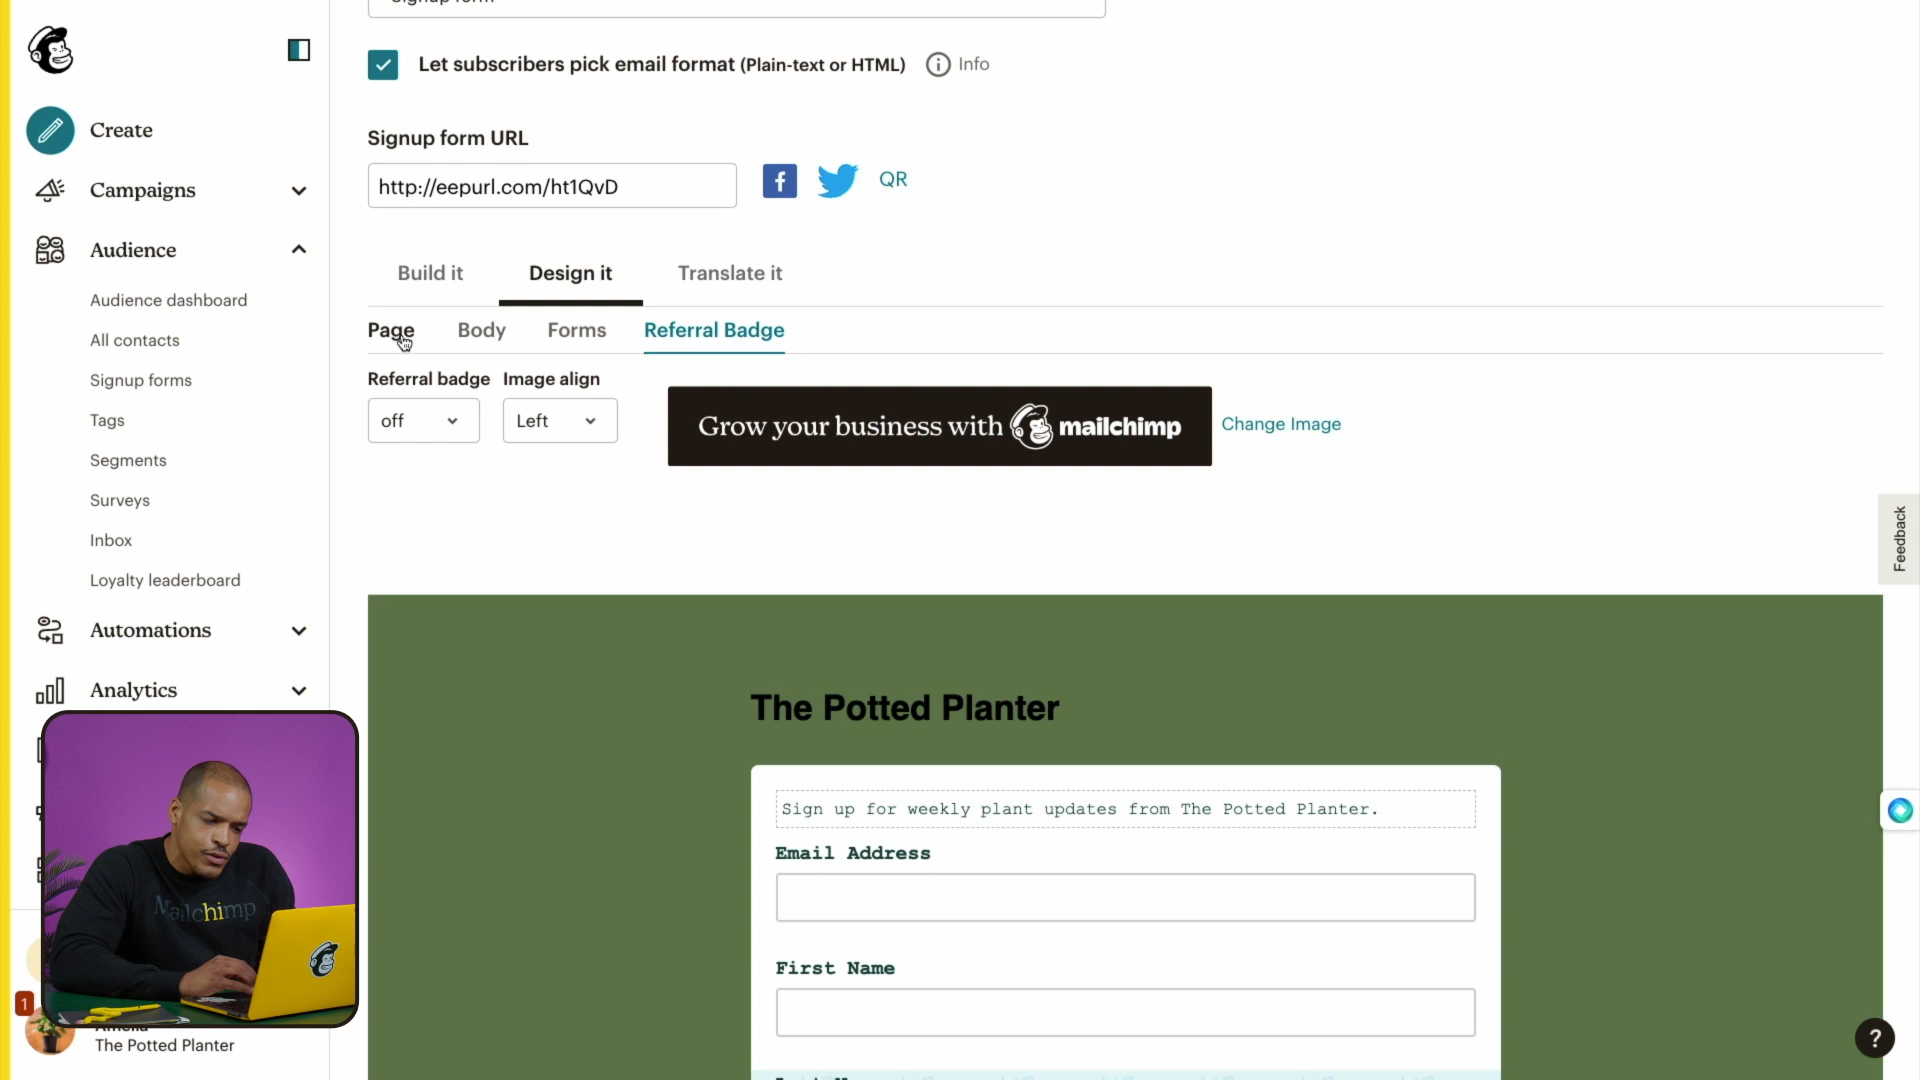 Let subscribers pick email format (Plain-text or HTML)
Info
Create
Signup form URL
Campaigns
http://eepurl.com/ht1QvD
f
QR
Audience
Build it
Design it
Translate it
Audience dashboard
All contacts
Signup forms
Tags
Segments
Surveys
Inbox
Loyalty leaderboard
Page
Body
Forms
Referral Badge
Referral badge
Image align
off
Left
Grow your business with mailchimp
Change Image
Feedback
Automations
Analytics
The Potted Planter
Sign up for weekly plant updates from The Potted Planter.
Email Address
First Name
Mailchimp
1
The Potted Planter
?